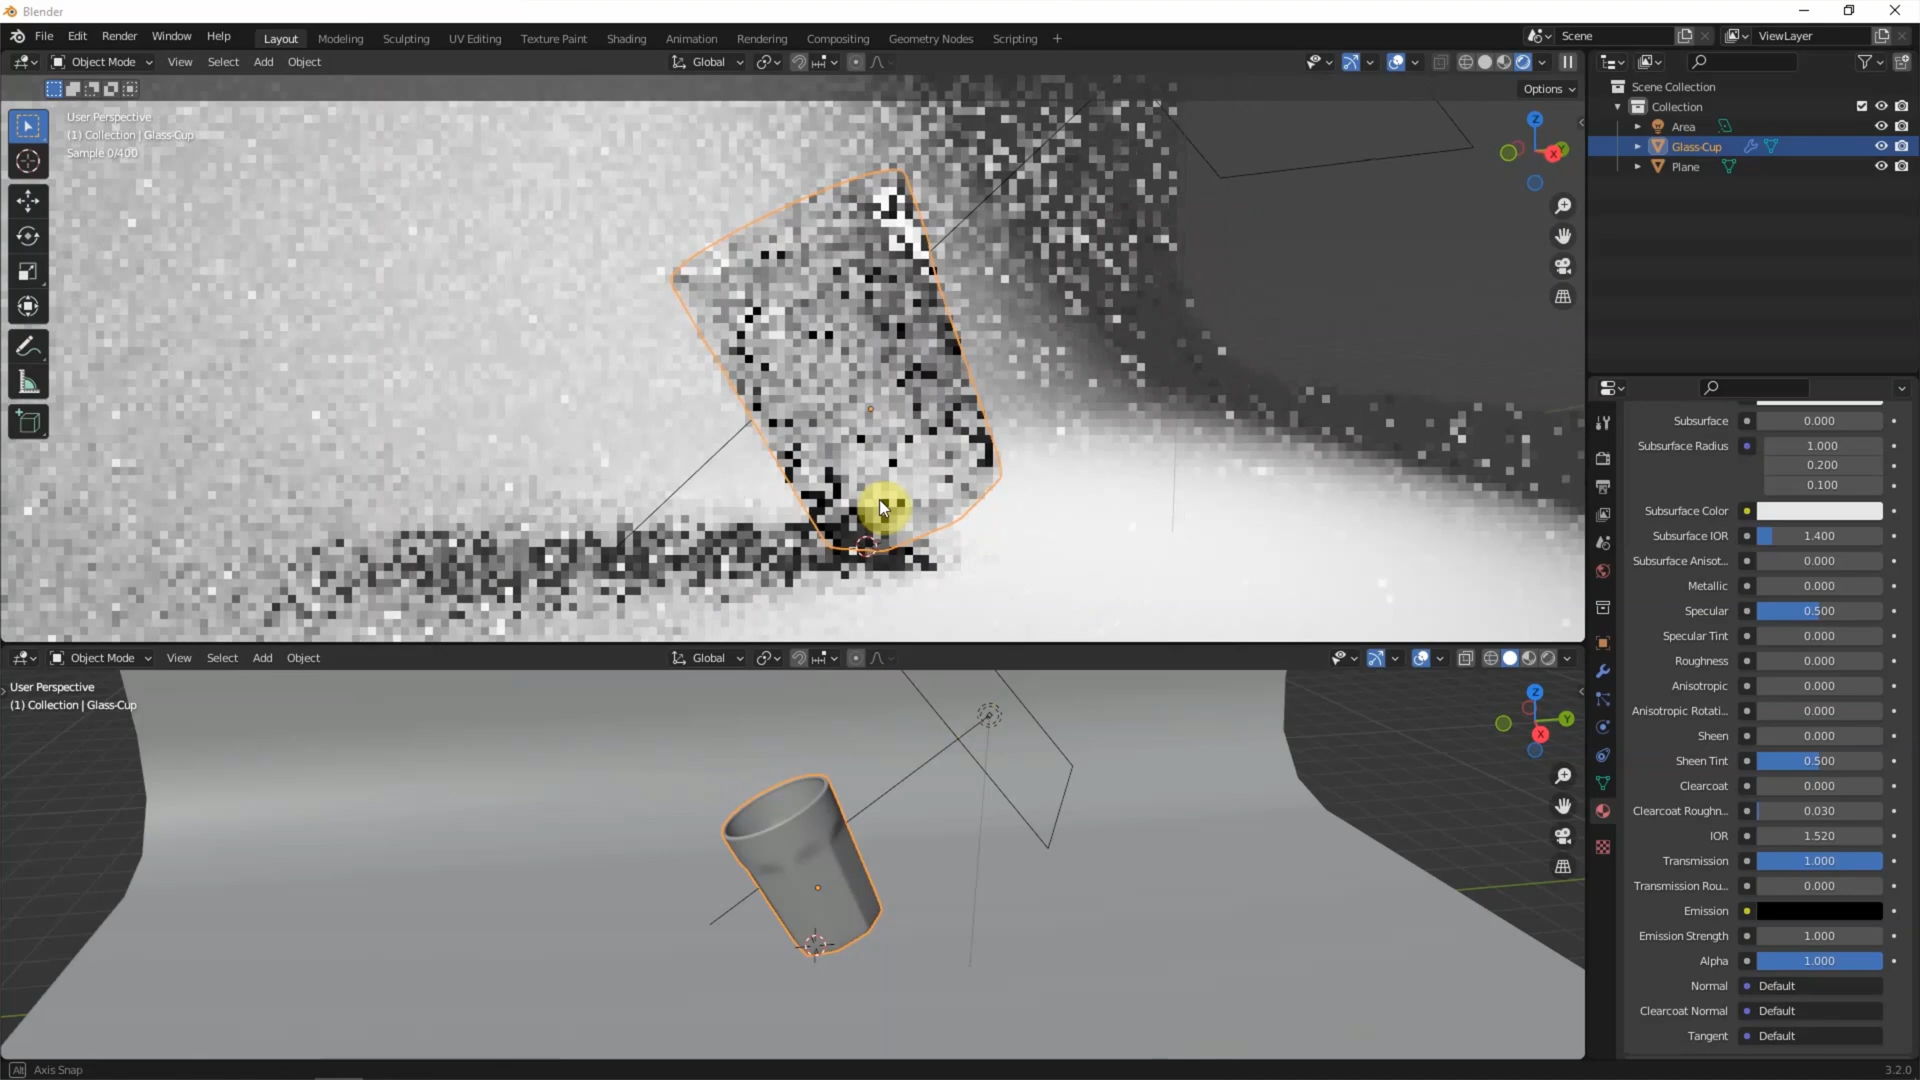 Blender
File Edit Render Window Help Layout Modeling Sculpting UV Editing Texture Paint Shading Animation Rendering Compositing Geometry Nodes Scripting + Scene ViewLayer
Object Mode View Select Add Object Global
Options
User Perspective
(1) Collection | Glass-Cup
Sample 0/400
Z
Y
X
Scene Collection
Collection
Area
Glass-Cup
Plane
Subsurface 0.000
Subsurface Radius 1.000
0.200
0.100
Subsurface Color
Subsurface IOR 1.400
Subsurface Anisot... 0.000
Metallic 0.000
Specular 0.500
Specular Tint 0.000
Roughness 0.000
Anisotropic 0.000
Anisotropic Rotati... 0.000
Sheen 0.000
Sheen Tint 0.500
Clearcoat 0.000
Clearcoat Roughn... 0.030
IOR 1.520
Transmission 1.000
Transmission Rou... 0.000
Emission
Emission Strength 1.000
Alpha 1.000
Normal Default
Clearcoat Normal Default
Tangent Default
Object Mode View Select Add Object Global
User Perspective
(1) Collection | Glass-Cup
Z
Y
X
Alt Axis Snap
3.2.0